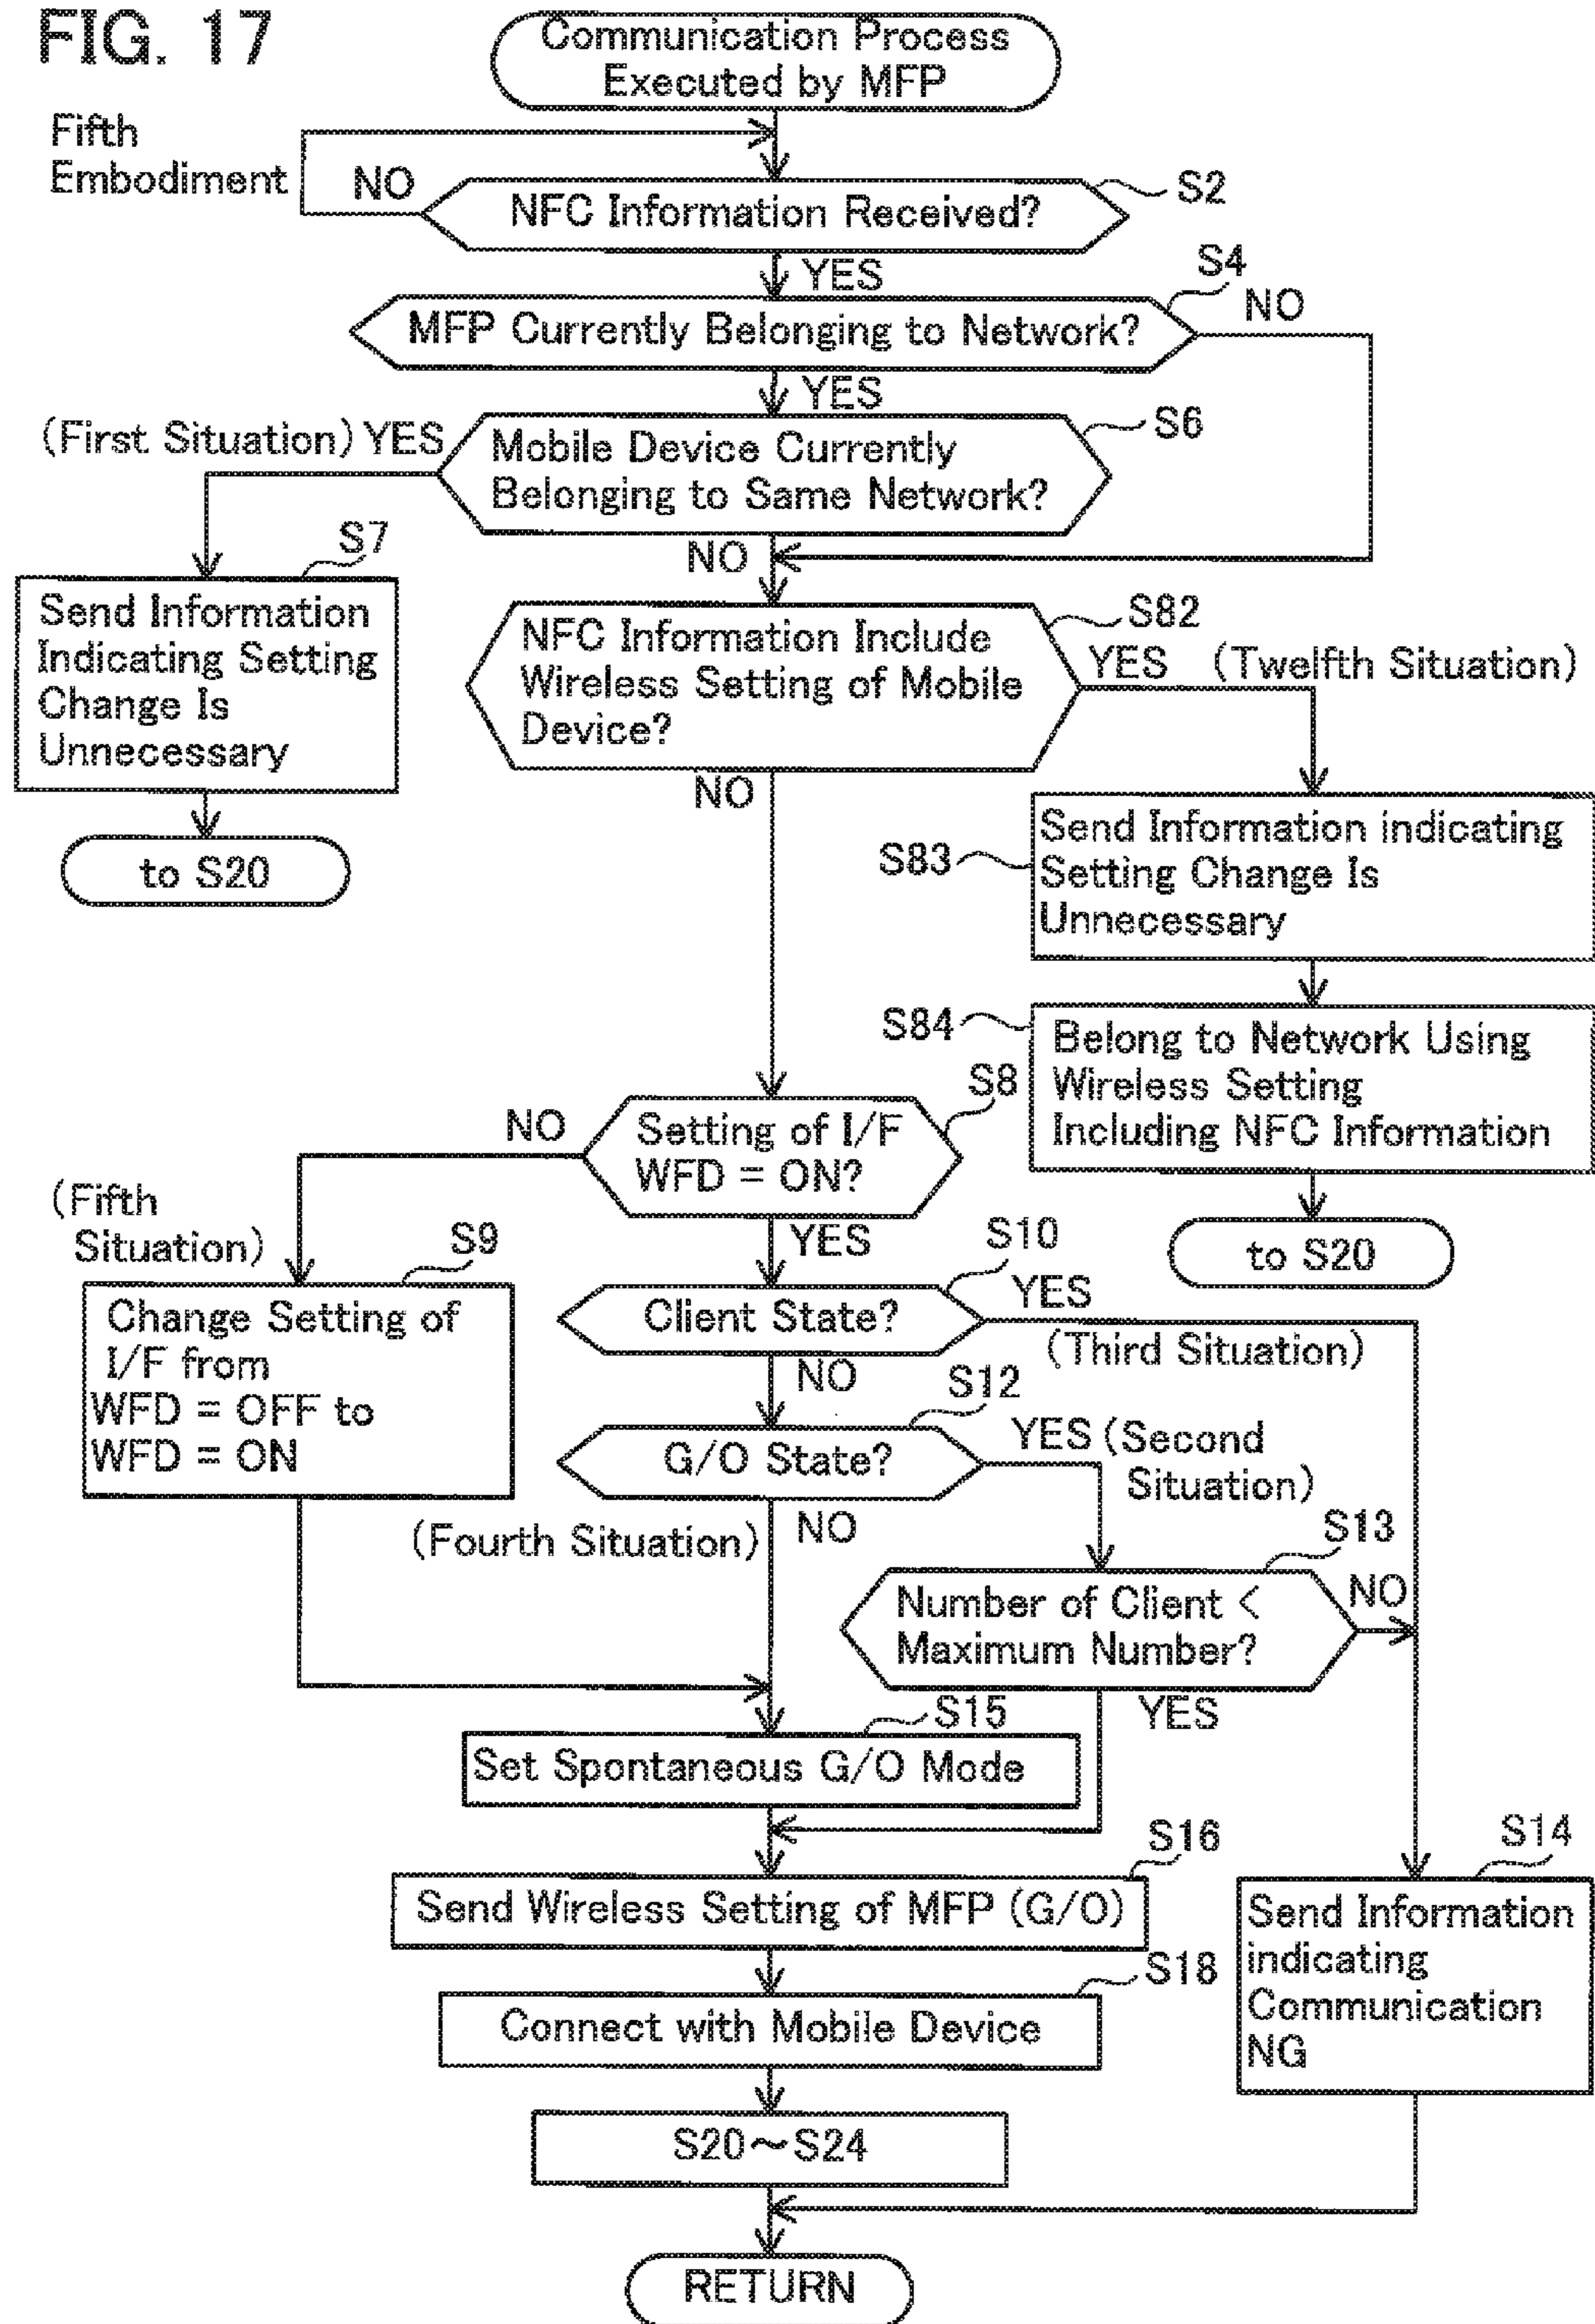 FIG. 17
Communication Process
Executed by MFP
Fifth
Embodiment
NO
NFC Information Received?
S2
YES
S4
MFP Currently Belonging to Network?
NO
YES
S6
(First Situation) YES
Mobile Device Currently
Belonging to Same Network?
S7
NO
Send Information
Indicating Setting
Change Is
Unnecessary
to S20
S82
NFC Information Include
Wireless Setting of Mobile
Device?
YES (Twelfth Situation)
NO
S83
Send Information indicating
Setting Change Is
Unnecessary
S84
Belong to Network Using
Wireless Setting
Including NFC Information
to S20
S8
NO
Setting of I/F
WFD = ON?
(Fifth
Situation)
S9
YES
S10
Change Setting of
I/F from
WFD = OFF to
WFD = ON
Client State?
YES
(Third Situation)
NO
S12
G/O State?
YES (Second
Situation)
(Fourth Situation)
NO
S13
Number of Client <
Maximum Number?
NO
YES
S15
Set Spontaneous G/O Mode
S16
Send Wireless Setting of MFP (G/O)
S14
Send Information
indicating
Communication
NG
S18
Connect with Mobile Device
S20~S24
RETURN